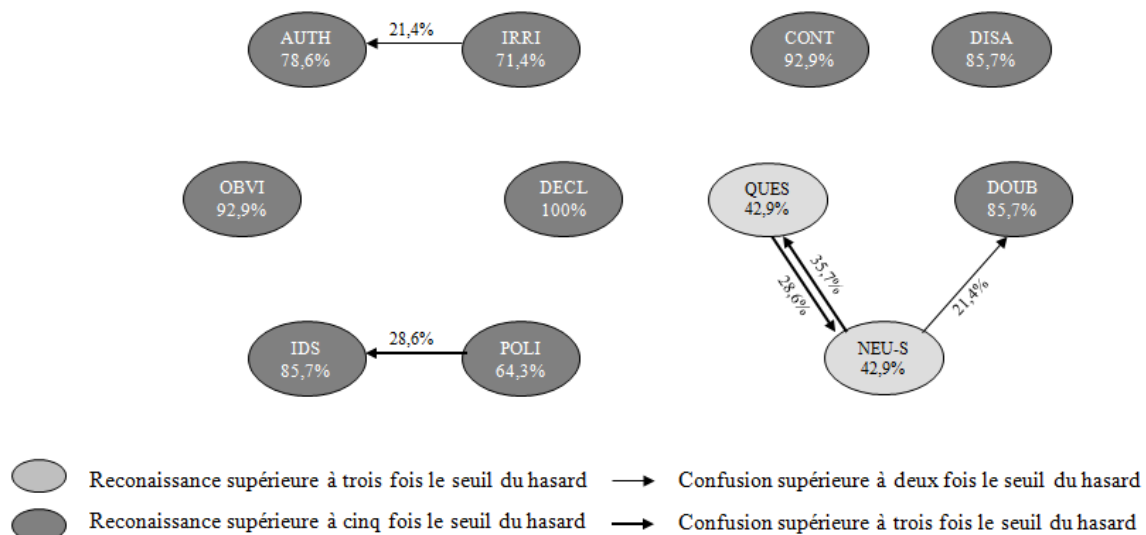 AUTH
78,6%
21,4%
IRRI
71,4%
CONT
92,9%
DISA
85,7%
OBVI
92,9%
DECL
100%
QUES
42,9%
DOUB
85,7%
35,7%
28,6%
21,4%
IDS
85,7%
28,6%
POLI
64,3%
NEU-S
42,9%
Reconaissance supérieure à trois fois le seuil du hasard
Confusion supérieure à deux fois le seuil du hasard
Reconaissance supérieure à cinq fois le seuil du hasard
Confusion supérieure à trois fois le seuil du hasard